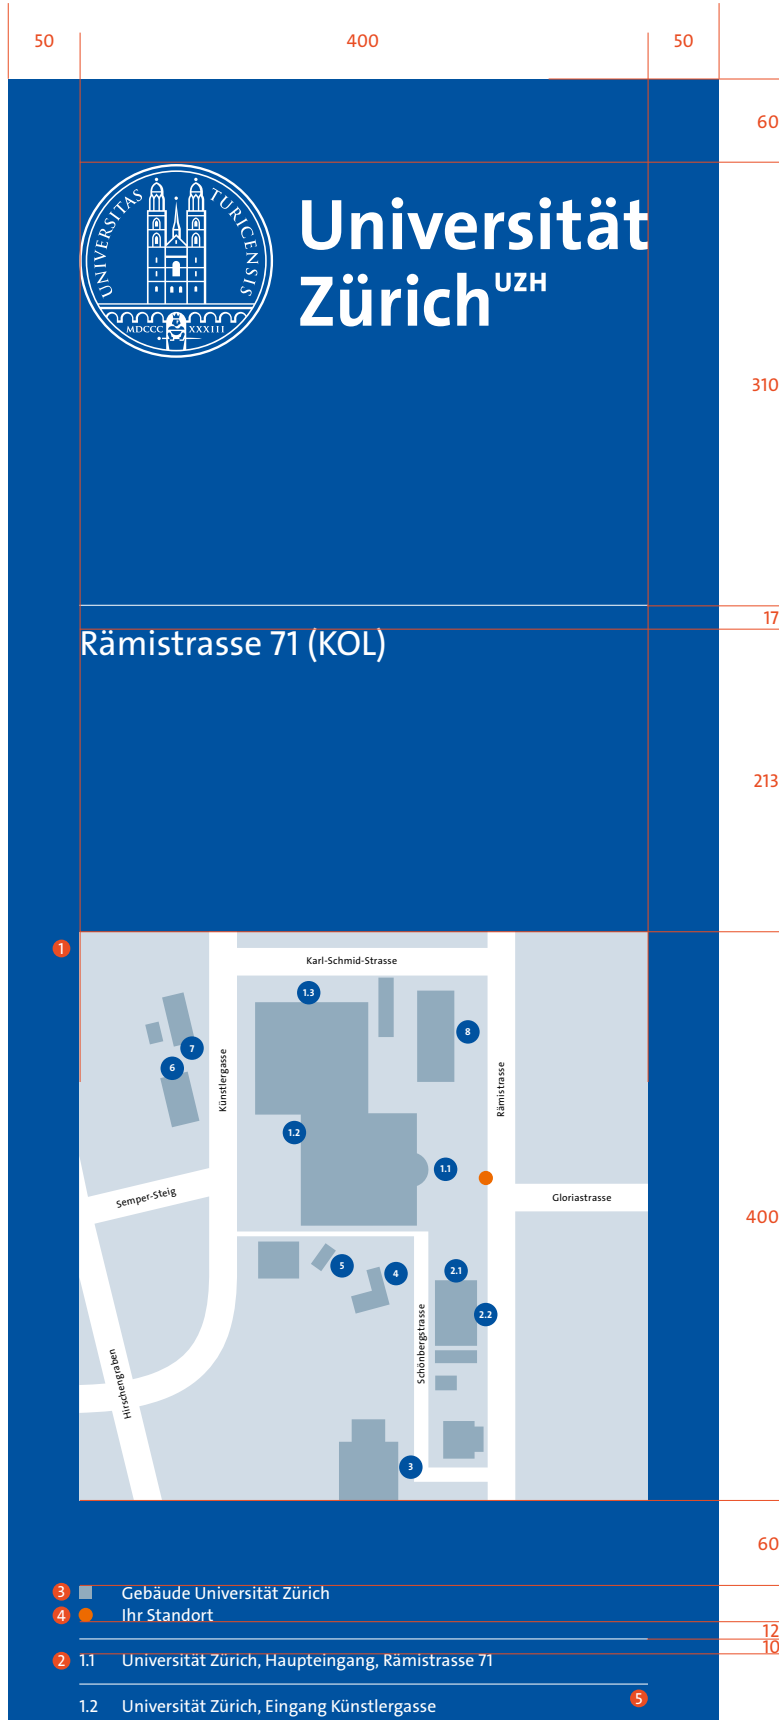 50 400 50
60
UNIVERSITAS TURICENSIS
MDCCC XXXIII
Universität
Zürich UZH
310
17
Rämistrasse 71 (KOL)
213
1
Karl-Schmid-Strasse
1.3
8
7
6
Künstlergasse
Rämistrasse
1.2
1.1
Semper-Steig
Gloriastrasse
400
5
4
2.1
2.2
Schönbergstrasse
Hirschengraben
3
60
3 Gebäude Universität Zürich
4 Ihr Standort
12
10
2 1.1 Universität Zürich, Haupteingang, Rämistrasse 71
5
1.2 Universität Zürich, Eingang Künstlergasse